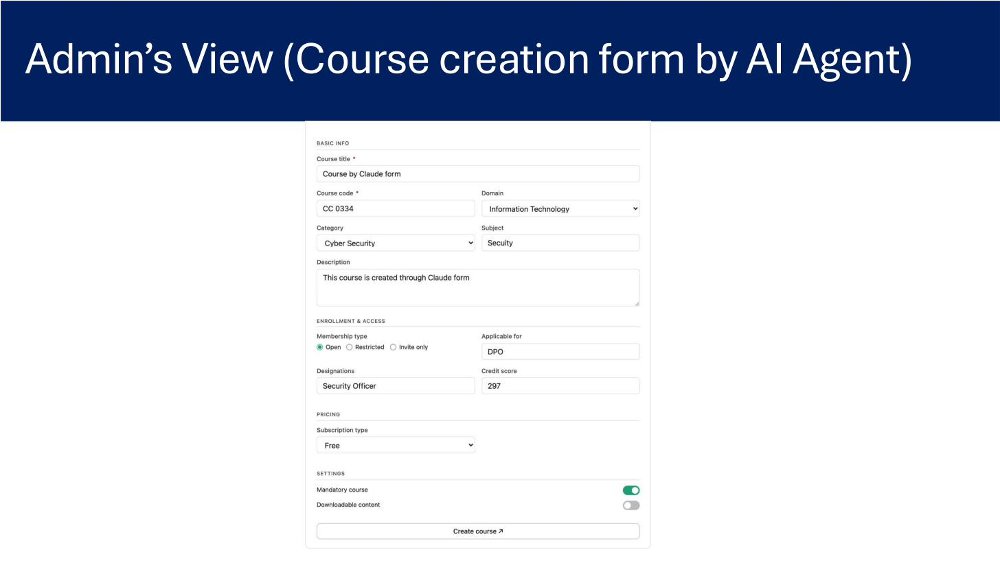 Admin’s View (Course creation form by AI Agent)
BASIC INFO
Course title *
Course by Claude form
Course code * Domain
CC 0334 Information Technology
Category Subject
Cyber Security Secuity
Description
This course is created through Claude form
ENROLLMENT & ACCESS
Membership type Applicable for
Open Restricted Invite only
DPO
Designations Credit score
Security Officer 297
PRICING
Subscription type
Free
SETTINGS
Mandatory course
Downloadable content
Create course ↗